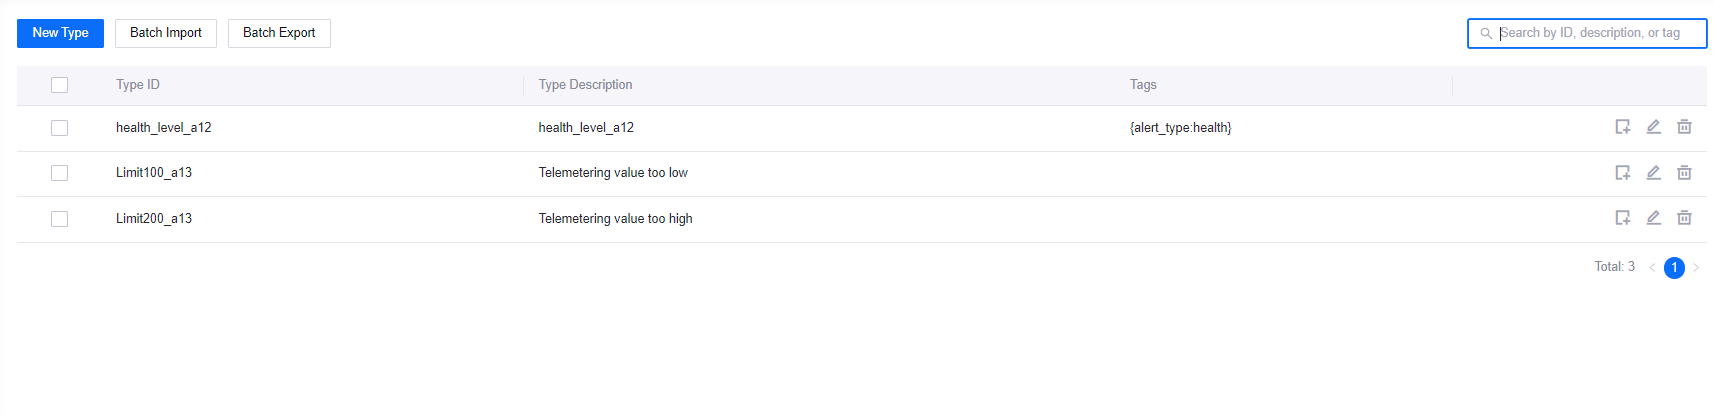 New Type Batch Import Batch Export Search by ID, description, or tag
Type ID Type Description Tags
health_level_a12 health_level_a12 {alert_type:health}
Limit100_a13 Telemetering value too low
Limit200_a13 Telemetering value too high
Total: 3 < 1 >